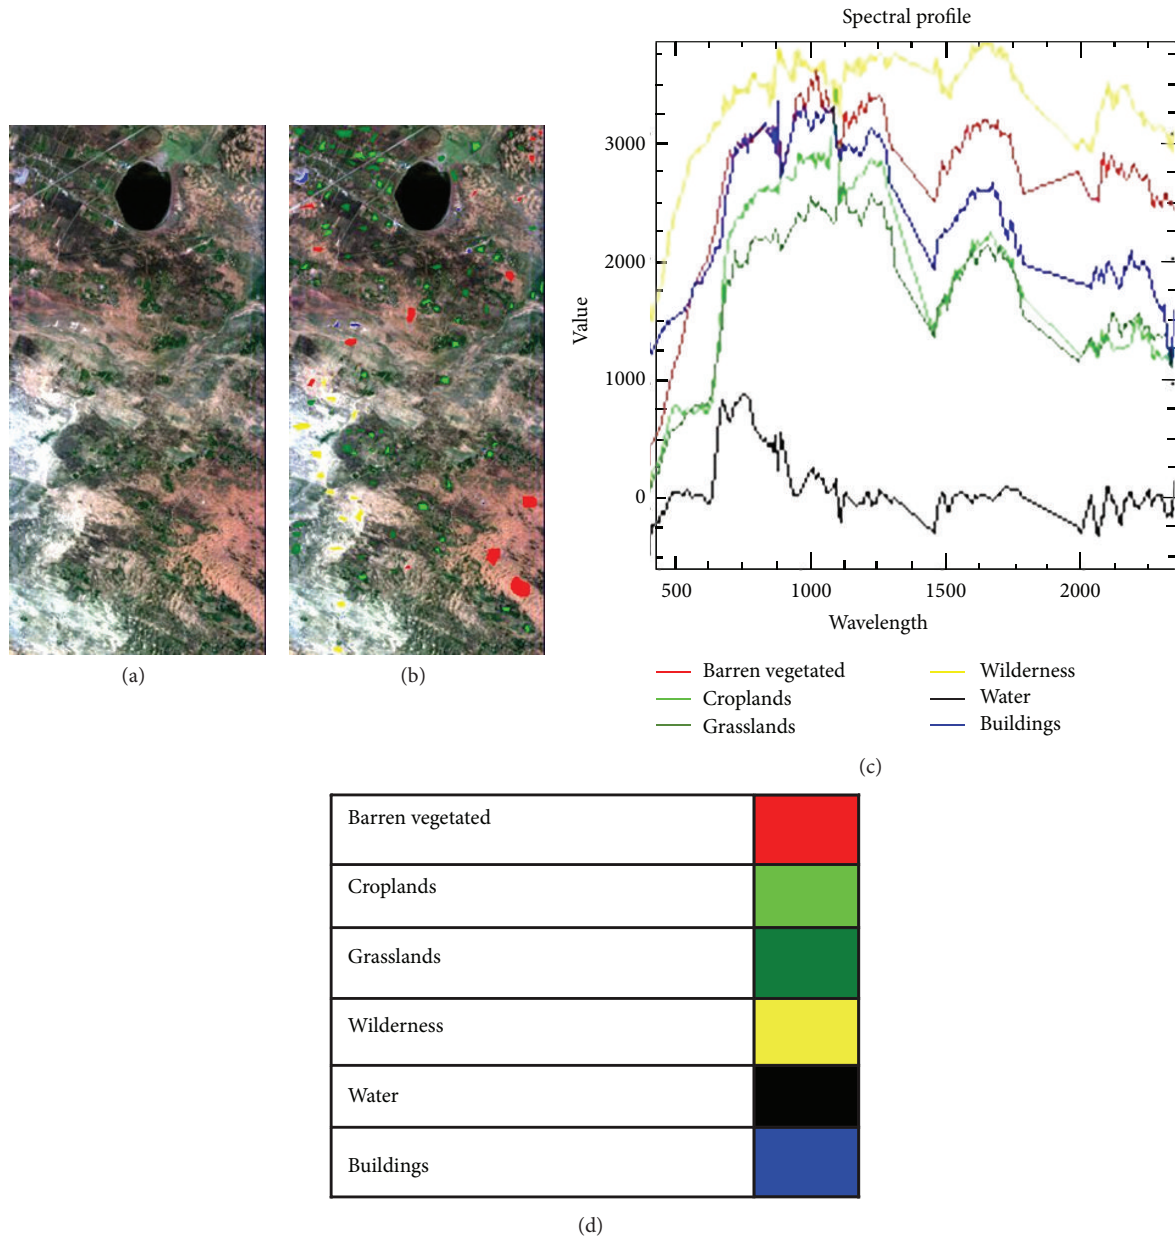 (a)
(b)
Spectral profile
3000
2000
1000
0
Value
500
1000
1500
2000
Wavelength
Barren vegetated
Croplands
Grasslands
Wilderness
Water
Buildings
(c)
Barren vegetated
Croplands
Grasslands
Wilderness
Water
Buildings
(d)